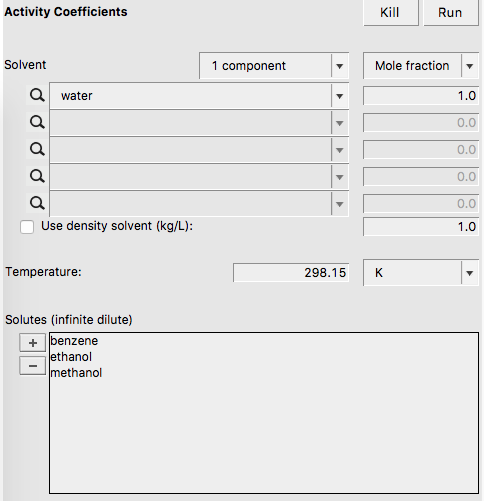 Activity Coefficients Kill Run
Solvent 1 component Mole fraction
water 1.0
0.0
0.0
0.0
0.0
Use density solvent (kg/L): 1.0
Temperature: 298.15 K
Solutes (infinite dilute)
+ benzene
ethanol
− methanol